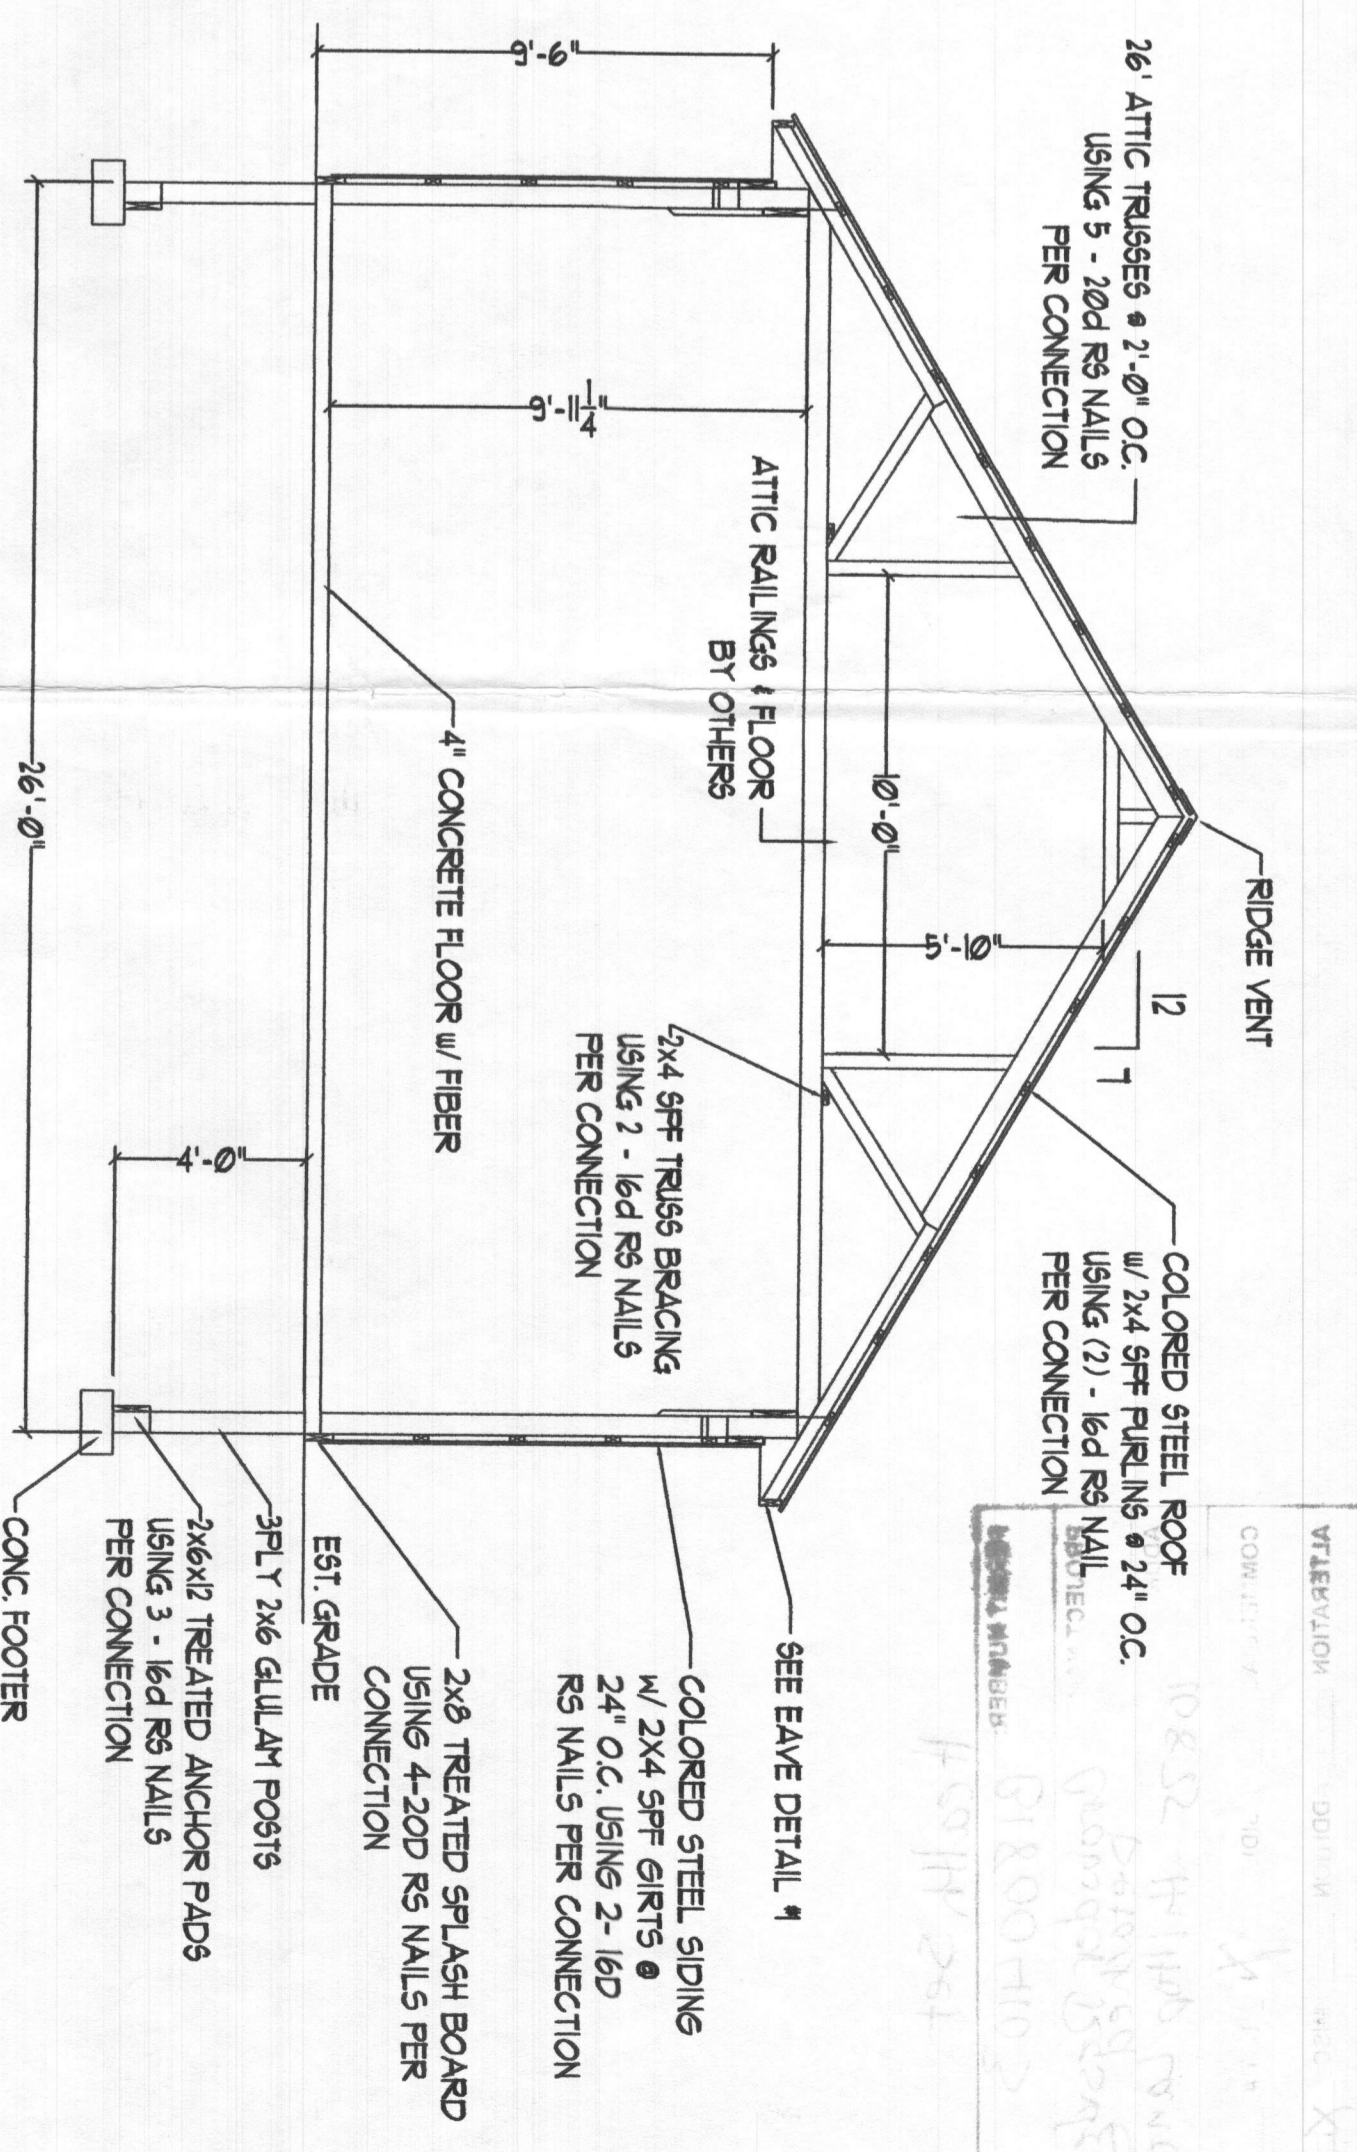 RIDGE VENT
12
7
26' ATTIC TRUSSES @ 2'-0" O.C.
USING 5 - 20d RS NAILS
PER CONNECTION
COLORED STEEL ROOF
w/ 2x4 SPF PURLINS @ 24" O.C.
USING (2) - 16d RS NAIL
PER CONNECTION
5'-10"
10'-0"
ATTIC RAILINGS & FLOOR
BY OTHERS
SEE EAVE DETAIL #1
9'-6"
9'-11 1/4"
2x4 SPF TRUSS BRACING
USING 2 - 16d RS NAILS
PER CONNECTION
COLORED STEEL SIDING
W/ 2X4 SPF GIRTS @
24" O.C. USING 2- 16D
RS NAILS PER CONNECTION
4" CONCRETE FLOOR w/ FIBER
2x8 TREATED SPLASH BOARD
USING 4-20D RS NAILS PER
CONNECTION
EST. GRADE
4'-0"
3PLY 2x6 GLULAM POSTS
2x6x12 TREATED ANCHOR PADS
USING 3 - 16d RS NAILS
PER CONNECTION
26'-0"
CONC. FOOTER